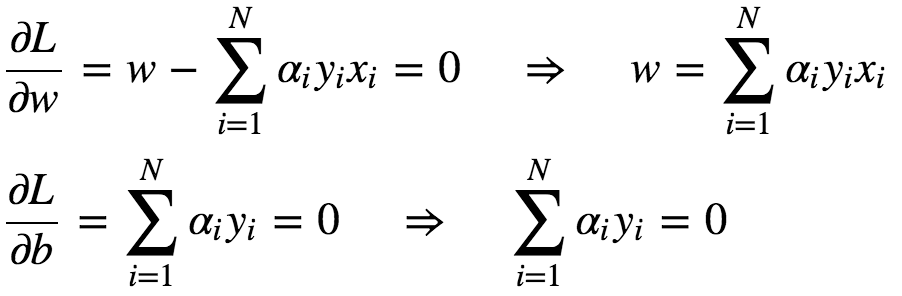 ∂L/∂w = w − ∑_{i=1}^{N} α_i y_i x_i = 0 ⇒ w = ∑_{i=1}^{N} α_i y_i x_i
∂L/∂b = ∑_{i=1}^{N} α_i y_i = 0 ⇒ ∑_{i=1}^{N} α_i y_i = 0